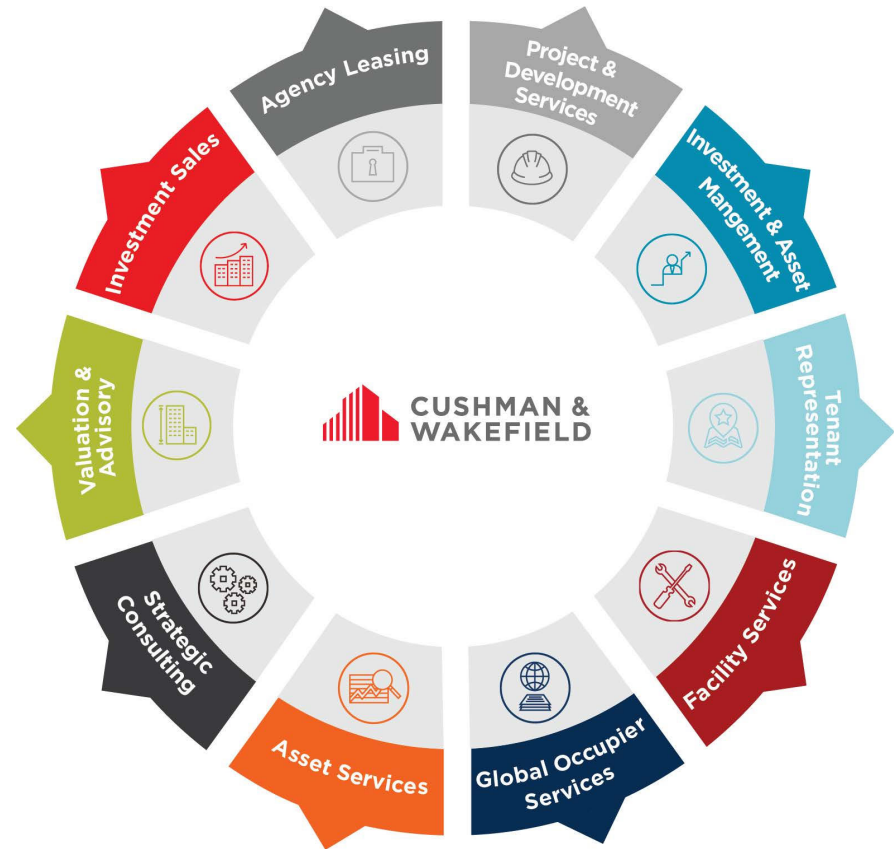 Agency Leasing
Project &
Development
Services
Investment & Asset
Mangement
Tenant
Representation
Facility Services
Global Occupier
Services
Asset Services
Strategic
Consulting
Valuation &
Advisory
Investment Sales
CUSHMAN &
WAKEFIELD